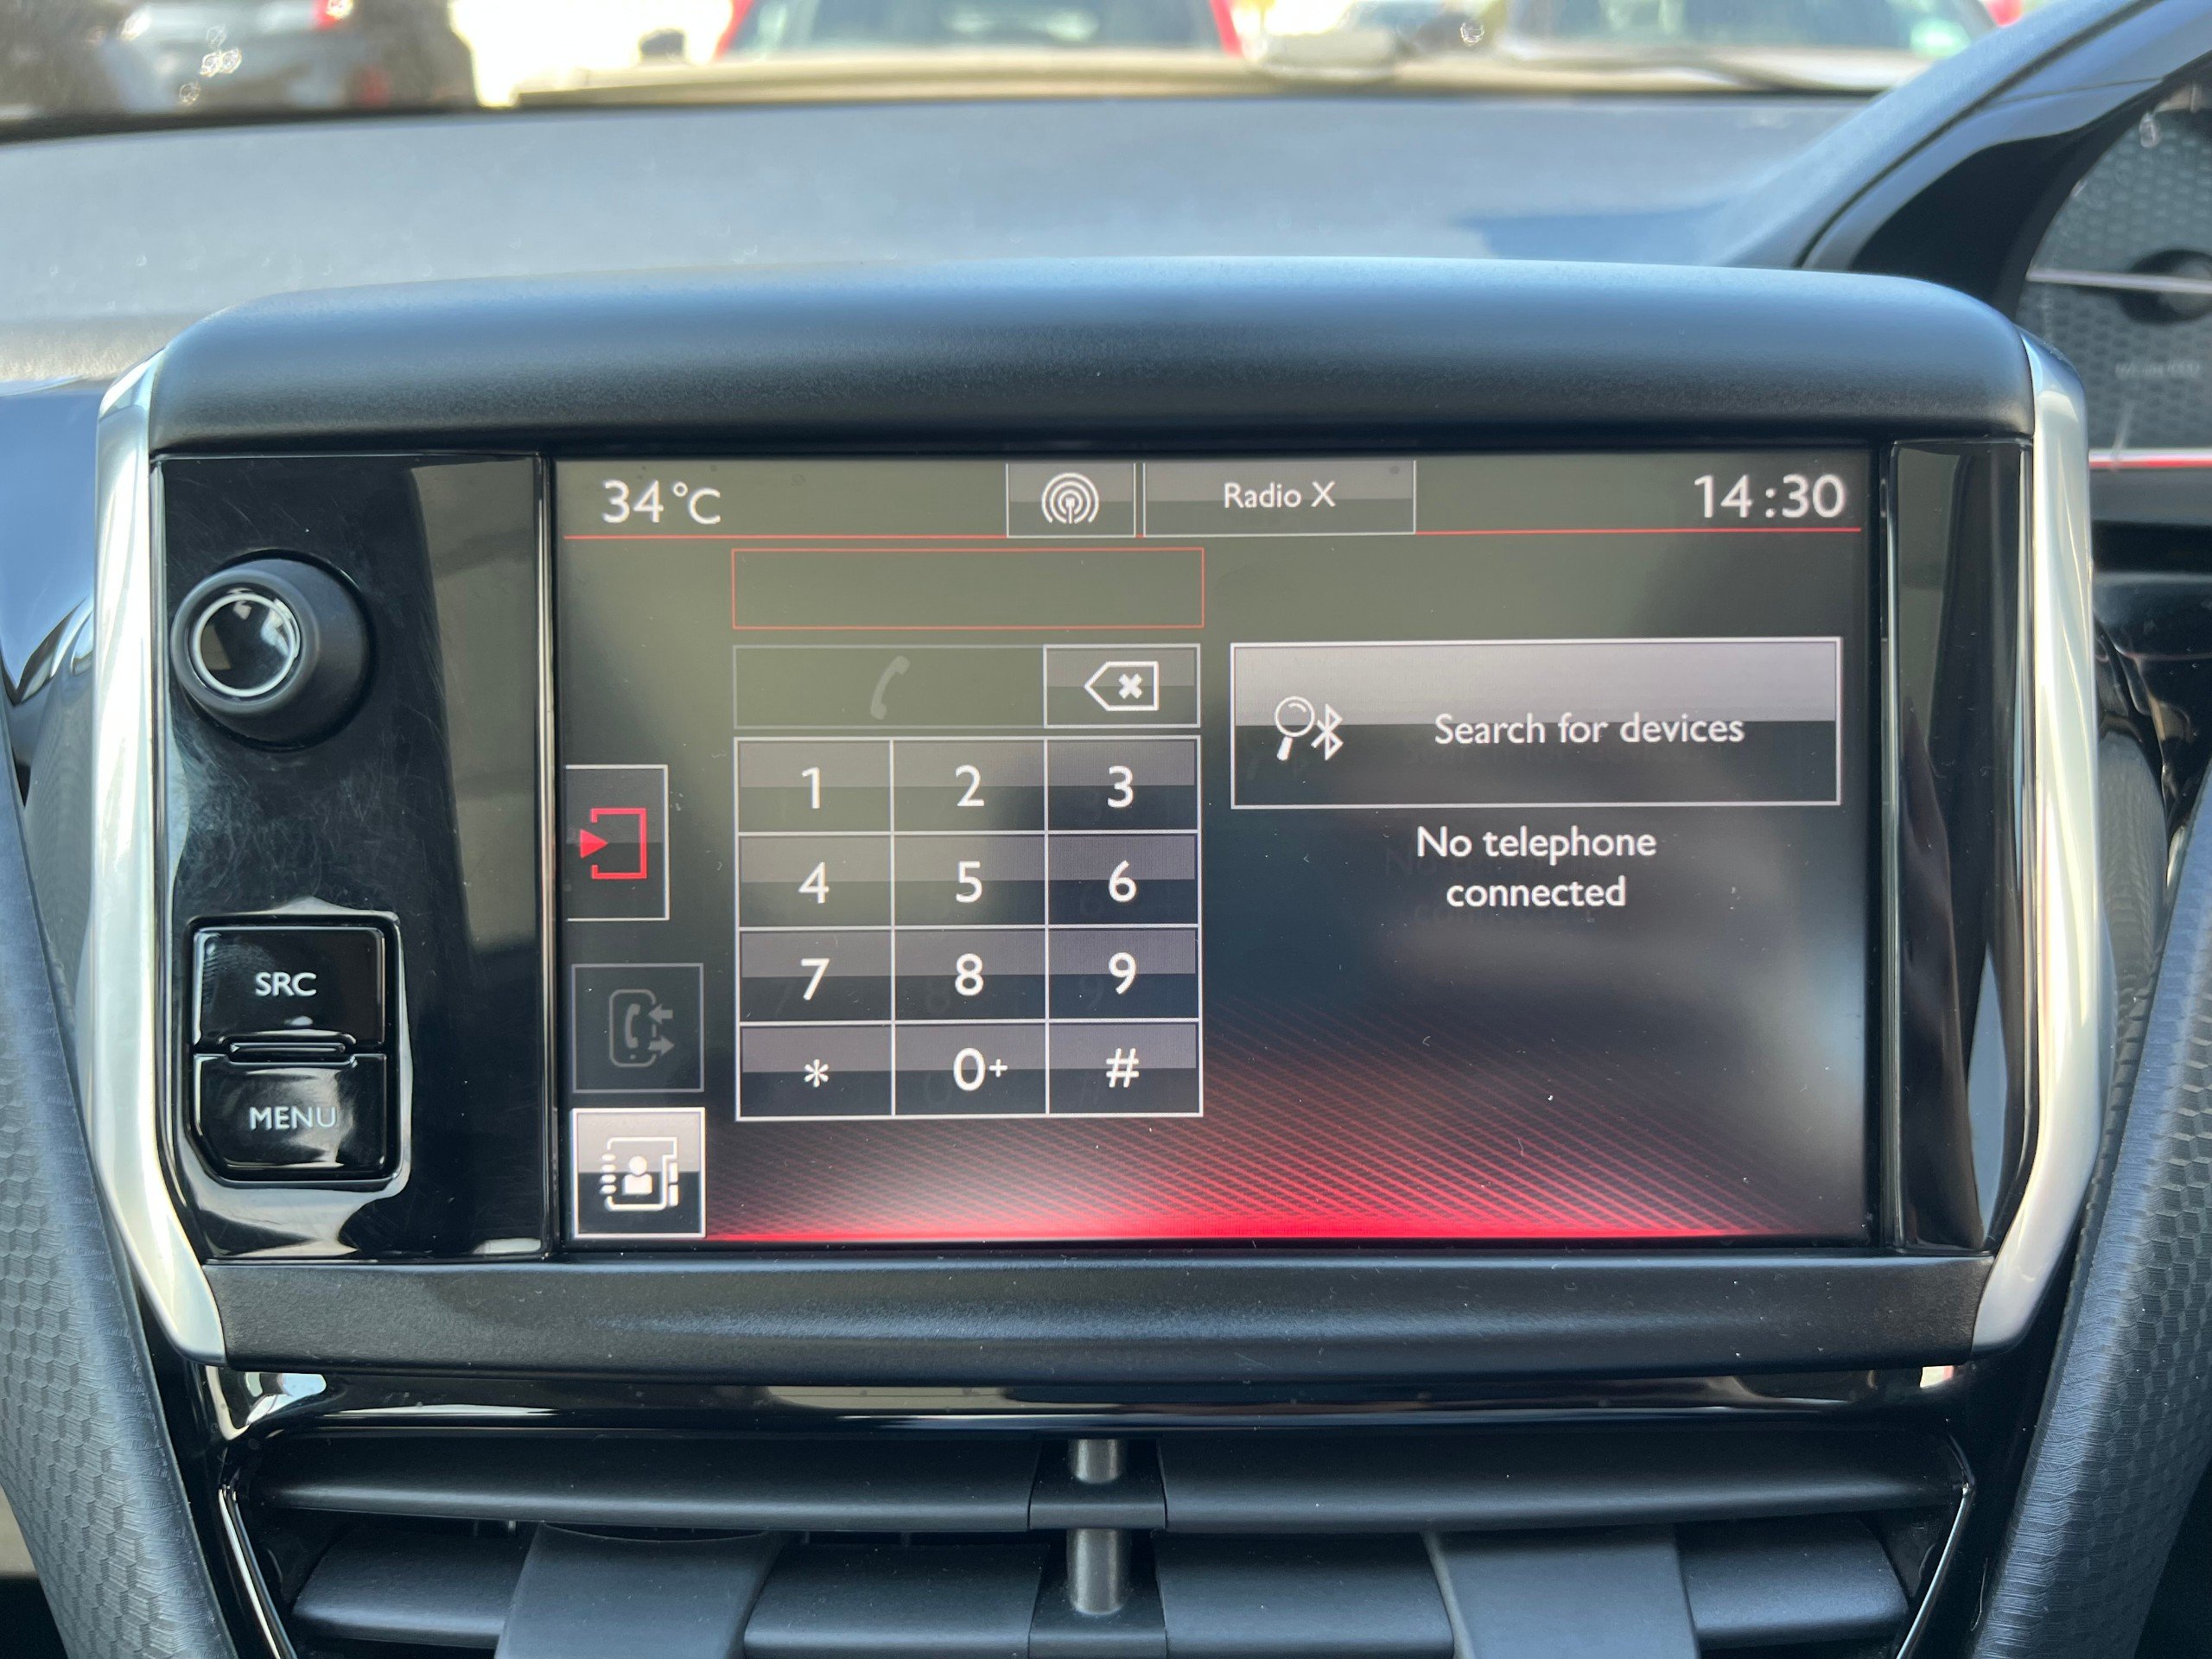 34°C
Radio X
14:30
Search for devices
1 2 3
No telephone
connected
4 5 6
7 8 9
* 0+ #
SRC
MENU